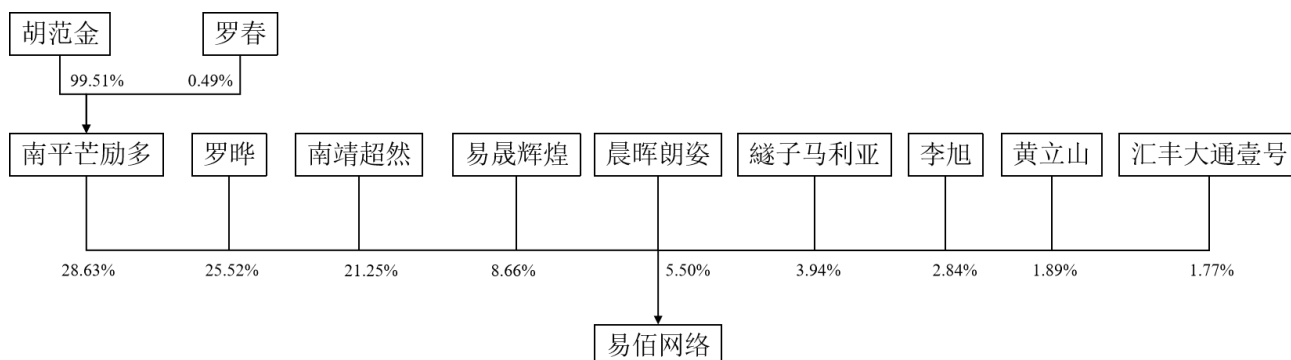 胡范金
罗春
99.51%
0.49%
南平芒励多
罗晔
南靖超然
易晟辉煌
晨晖朗姿
繸子马利亚
李旭
黄立山
汇丰大通壹号
28.63%
25.52%
21.25%
8.66%
5.50%
3.94%
2.84%
1.89%
1.77%
易佰网络